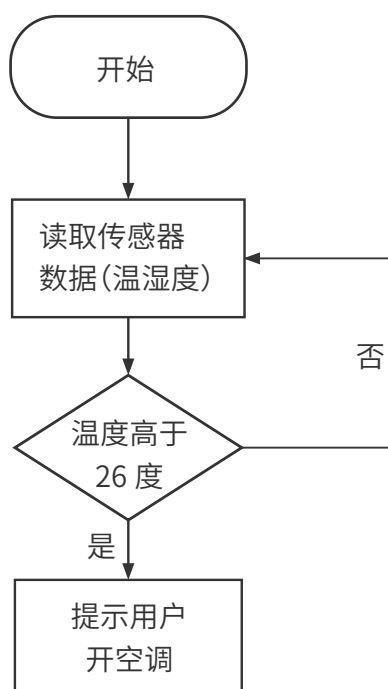 开始
读取传感器
数据（温湿度）
否
温度高于
26 度
是
提示用户
开空调